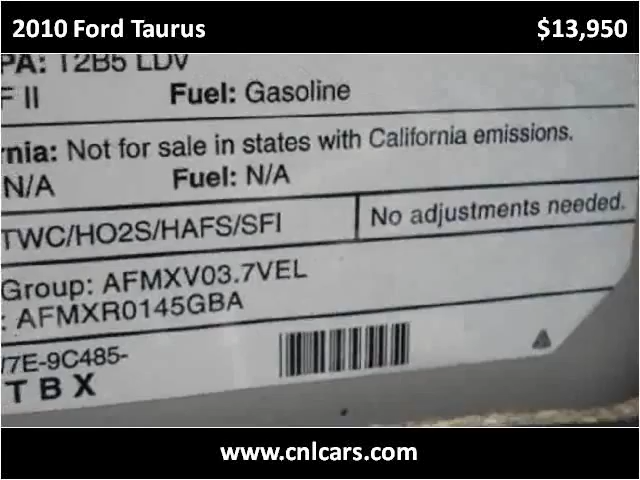 2010 Ford Taurus $13,950
PA: T2B5 LDV
F II Fuel: Gasoline
rnia: Not for sale in states with California emissions.
N/A Fuel: N/A
TWC/HO2S/HAFS/SFI No adjustments needed.
Group: AFMXV03.7VEL
: AFMXR0145GBA
7E-9C485-
TBX
www.cnlcars.com